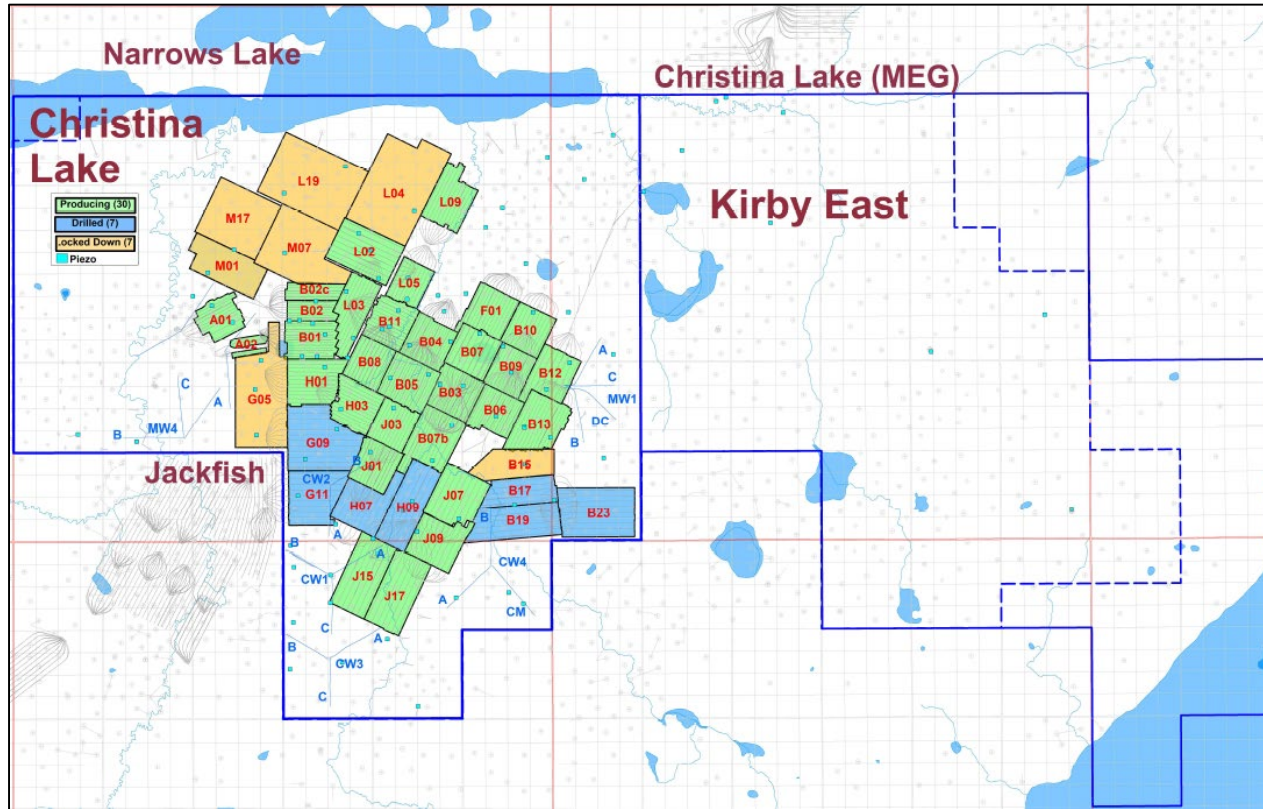 Narrows Lake
Christina Lake (MEG)
Christina
Lake
Kirby East
Jackfish
Producing (30)
Drilled (7)
Locked Down (7
Piezo
L19
L04
L09
M17
M07
L02
M01
L05
B02c
B02
L03
B11
F01
B10
A01
B01
B04
B07
A02
B08
B09
B12
A
C
MW1
H01
B05
B03
C
A
G05
H03
J03
B06
B13
DC
B
MW4
B
B07b
G09
B
J01
B15
CW2
G11
H07
H09
J07
B17
B
B19
B23
A
J09
B
A
CW1
J15
CW4
J17
A
CM
C
B
A
CW3
C